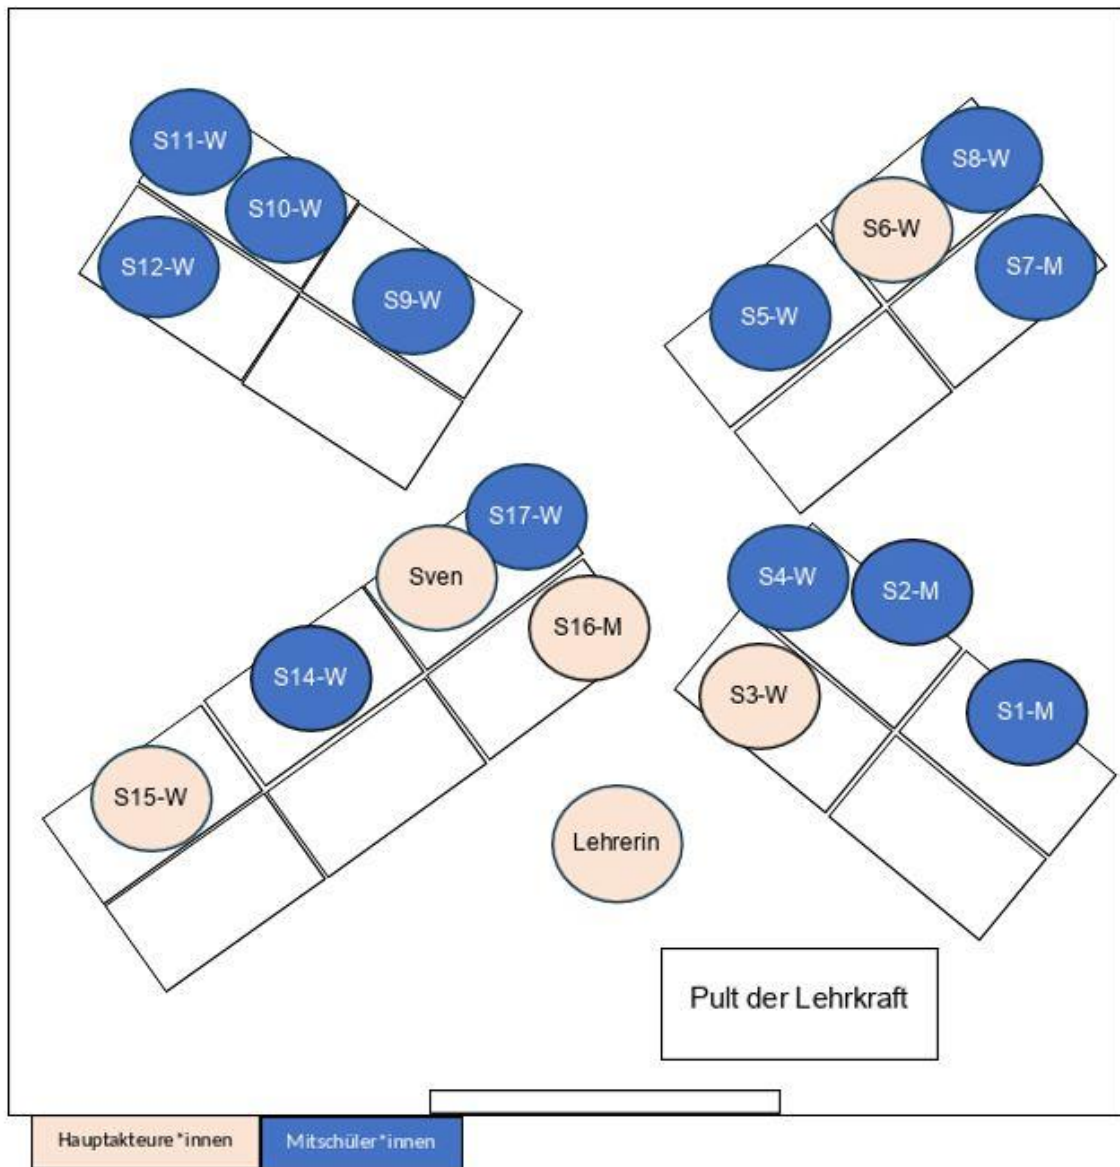 S11-W
S8-W
S10-W
S6-W
S12-W
S7-M
S9-W
S5-W
S17-W
Sven
S4-W
S2-M
S16-M
S14-W
S3-W
S1-M
S15-W
Lehrerin
Pult der Lehrkraft
Hauptakteure*innen
Mitschüler*innen